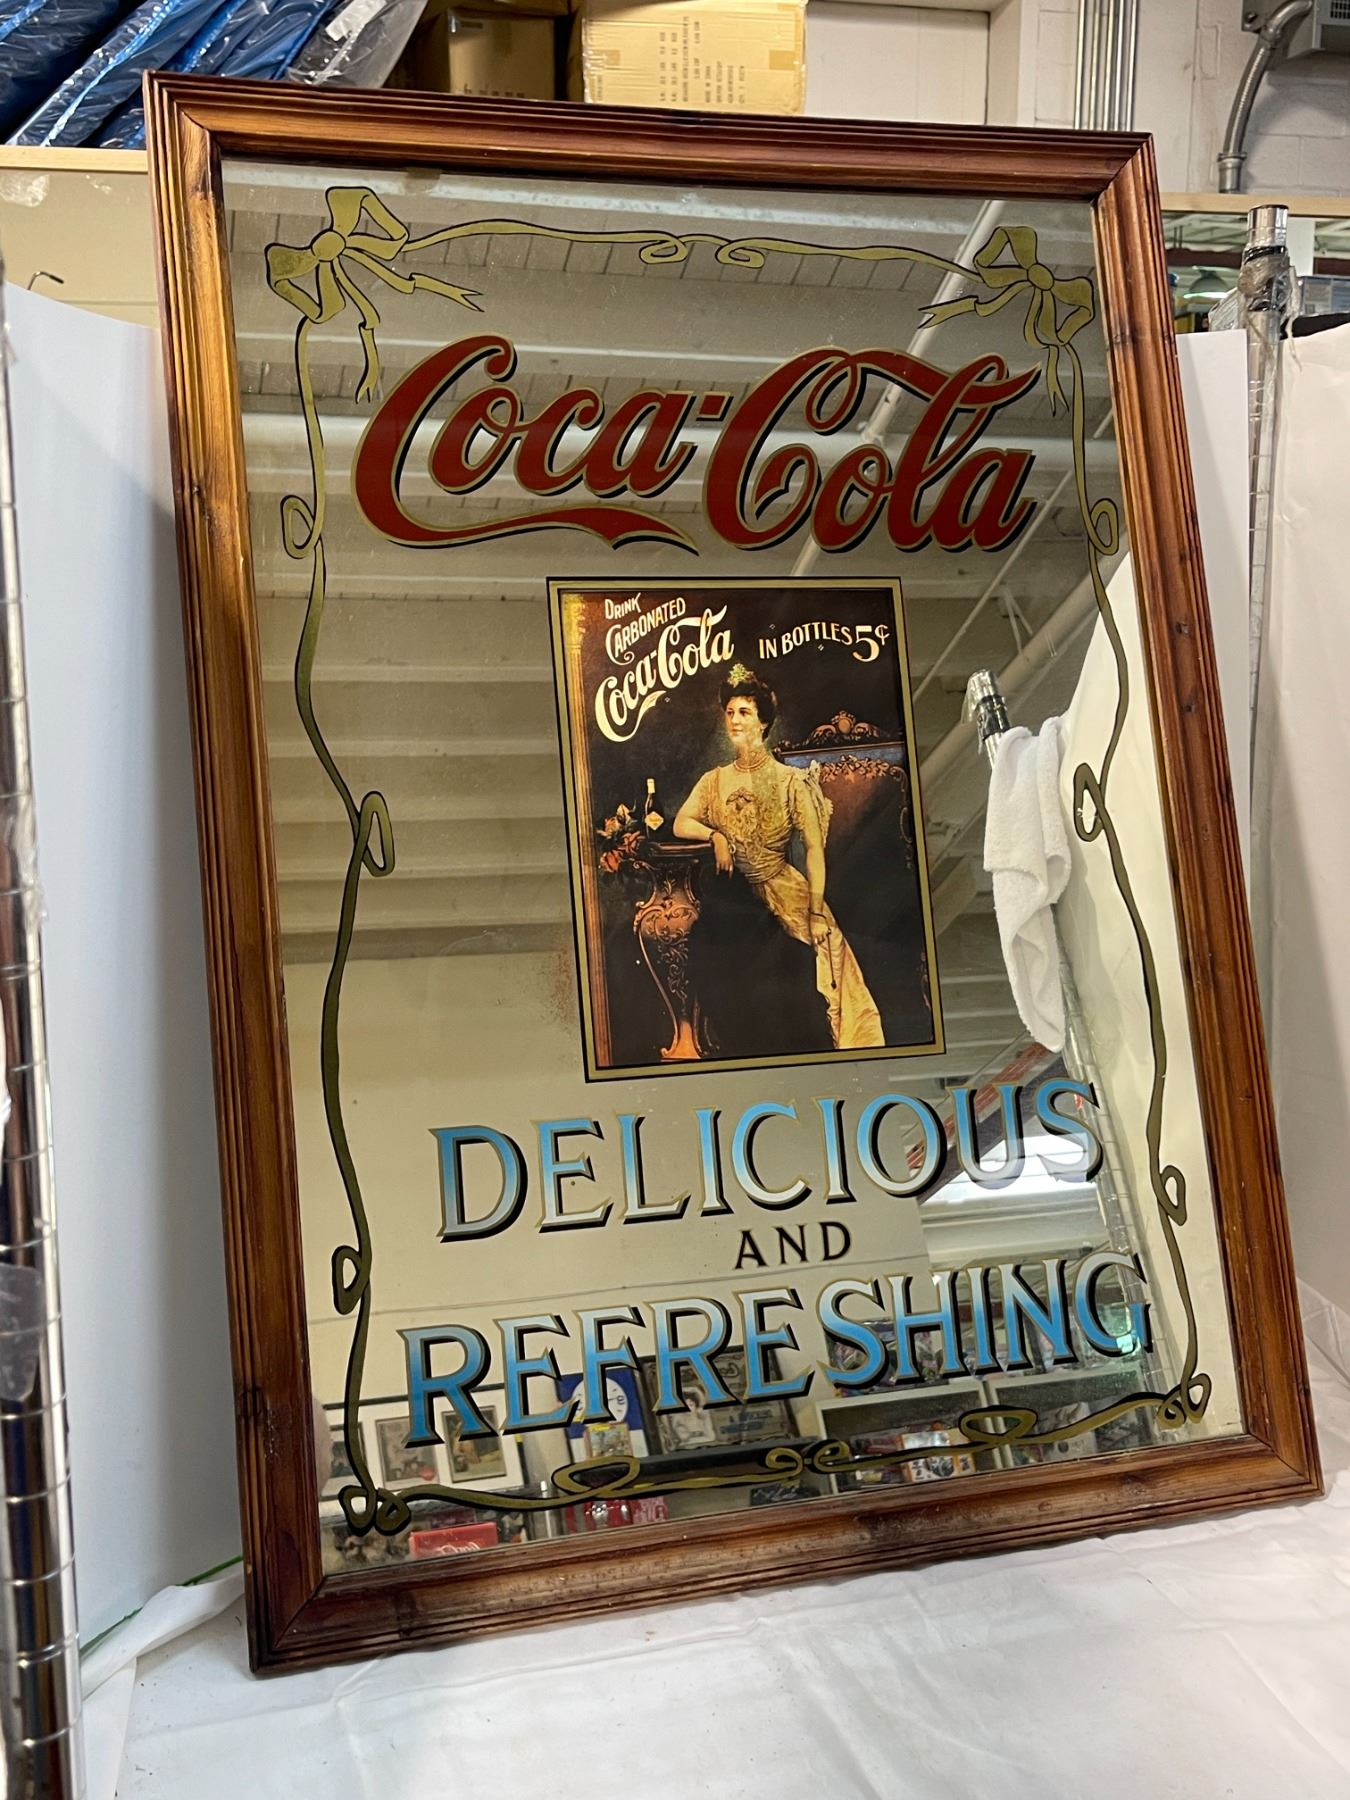 Coca-Cola
DRINK
CARBONATED
Coca-Cola
IN BOTTLES 5¢
DELICIOUS
AND
REFRESHING